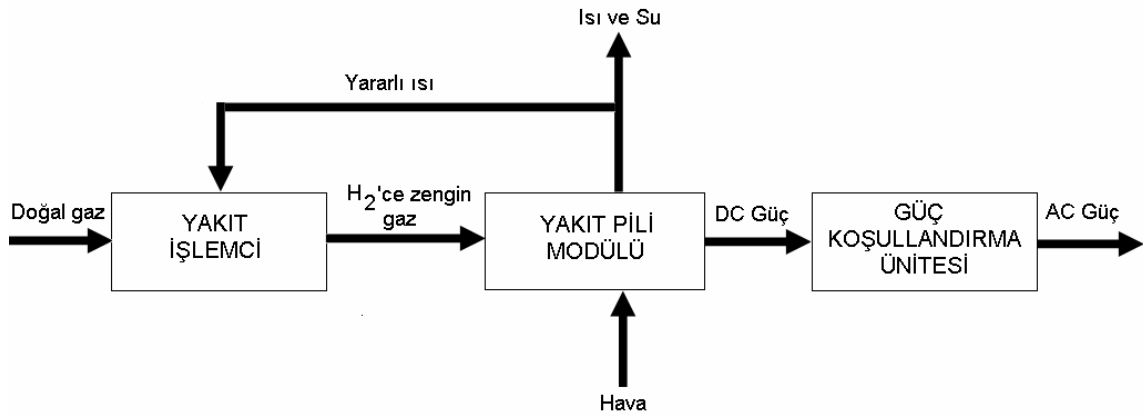 Isı ve Su
Yararlı ısı
Doğal gaz
YAKIT
İŞLEMCİ
H2'ce zengin
gaz
YAKIT PİLİ
MODÜLÜ
DC Güç
GÜÇ
KOŞULLANDIRMA
ÜNİTESİ
AC Güç
Hava